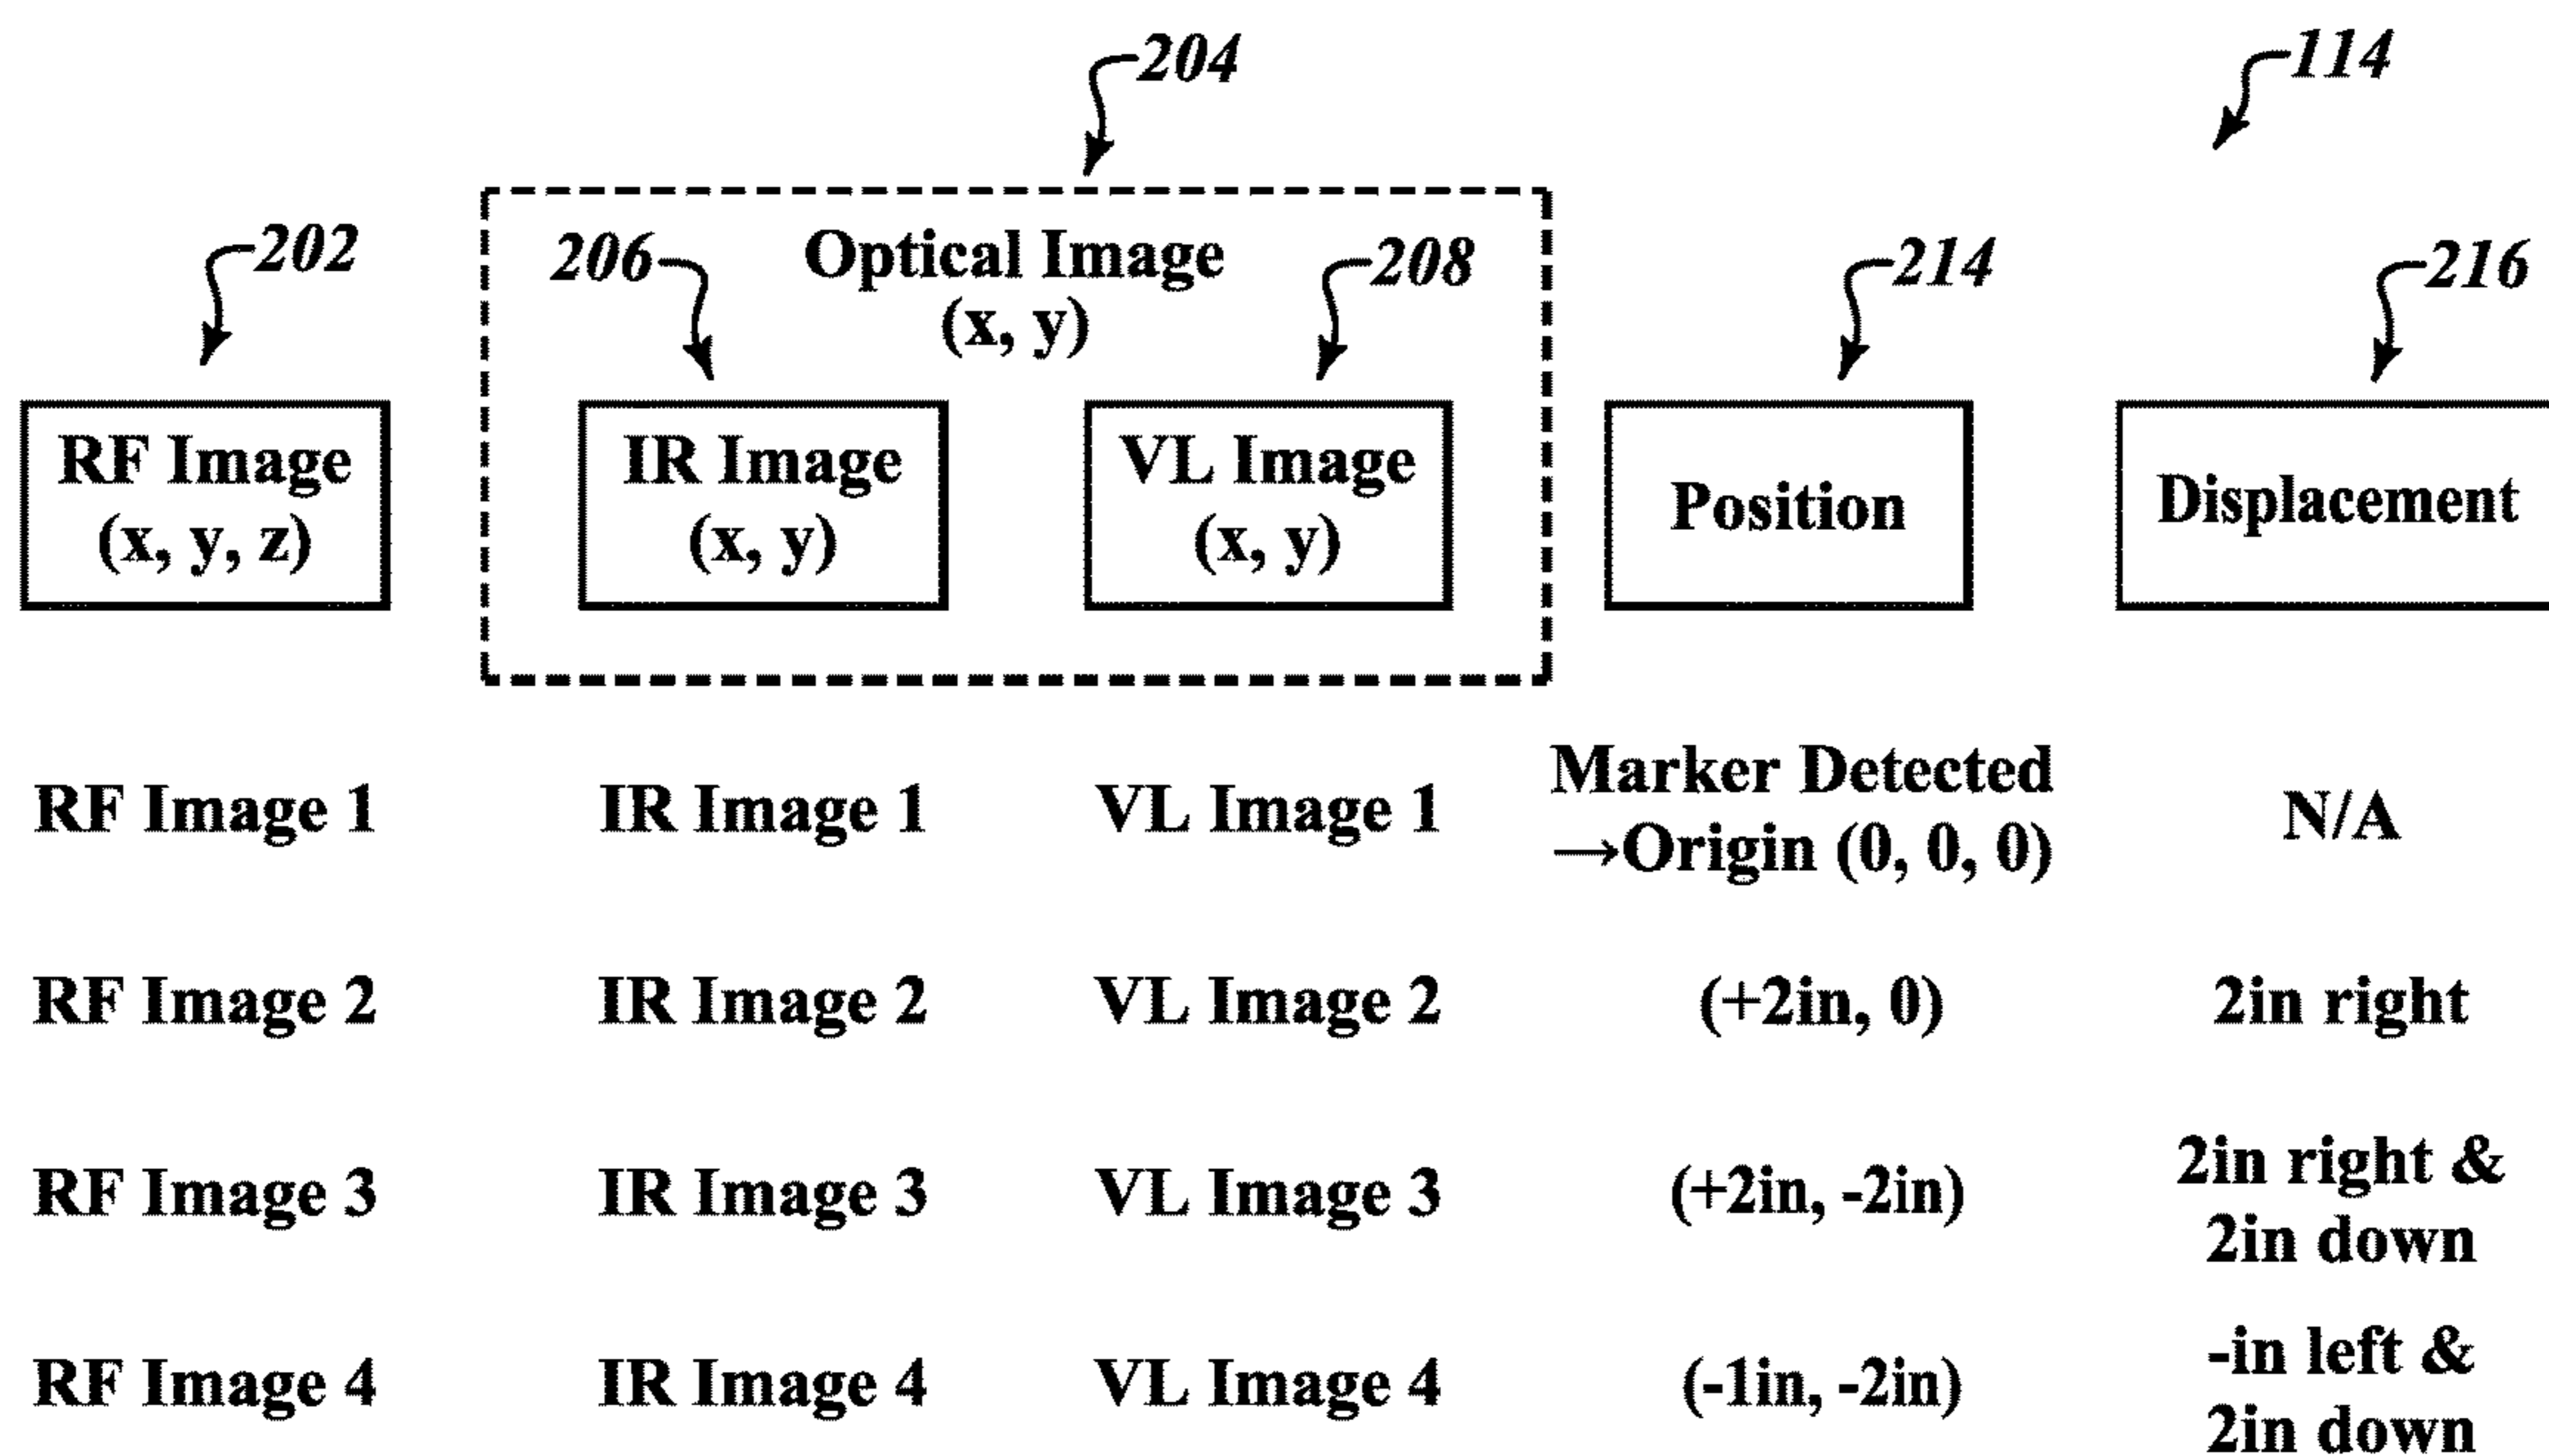 204
114
202
206
Optical Image
(x, y)
208
214
216
RF Image
(x, y, z)
IR Image
(x, y)
VL Image
(x, y)
Position
Displacement
RF Image 1
IR Image 1
VL Image 1
Marker Detected
→Origin (0, 0, 0)
N/A
RF Image 2
IR Image 2
VL Image 2
(+2in, 0)
2in right
RF Image 3
IR Image 3
VL Image 3
(+2in, -2in)
2in right &
2in down
RF Image 4
IR Image 4
VL Image 4
(-1in, -2in)
-in left &
2in down